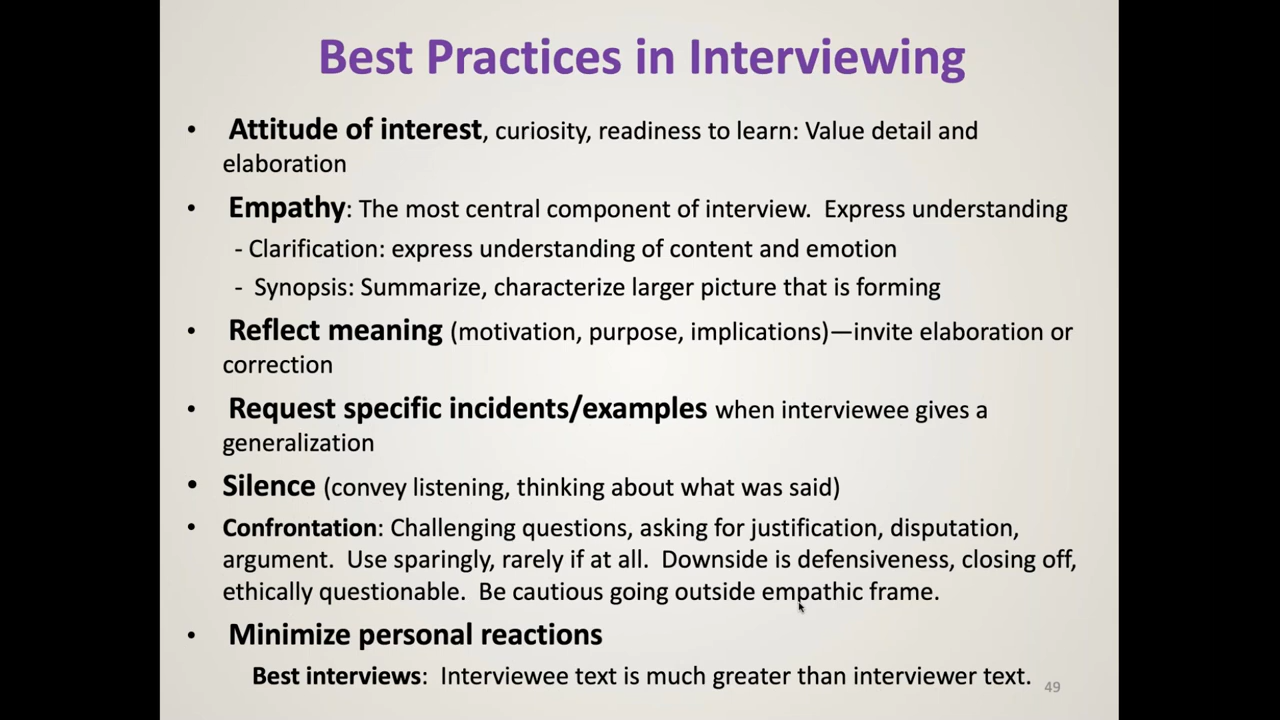 Best Practices in Interviewing
• Attitude of interest, curiosity, readiness to learn: Value detail and
elaboration
• Empathy: The most central component of interview.  Express understanding
- Clarification: express understanding of content and emotion
-  Synopsis: Summarize, characterize larger picture that is forming
• Reflect meaning (motivation, purpose, implications)—invite elaboration or
correction
• Request specific incidents/examples when interviewee gives a
generalization
• Silence (convey listening, thinking about what was said)
• Confrontation: Challenging questions, asking for justification, disputation,
argument.  Use sparingly, rarely if at all.  Downside is defensiveness, closing off,
ethically questionable.  Be cautious going outside empathic frame.
• Minimize personal reactions
Best interviews:  Interviewee text is much greater than interviewer text.
49